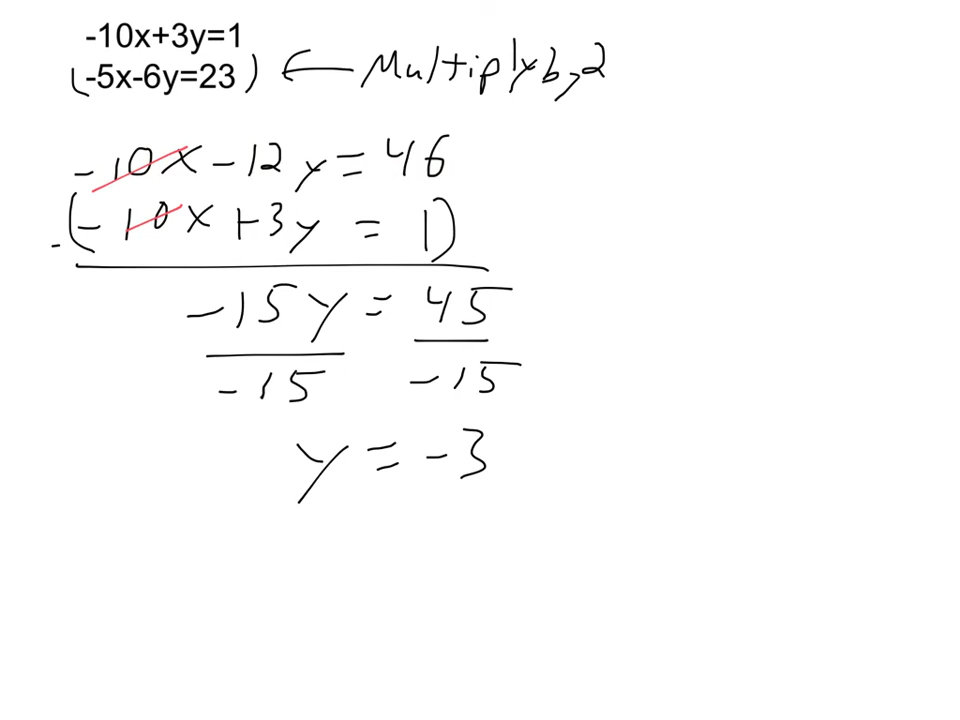 -10x+3y=1
(-5x-6y=23) ← Multiply by 2
-10x-12y=46
-(-10x+3y=1)
-15y=45
-15 -15
y=-3